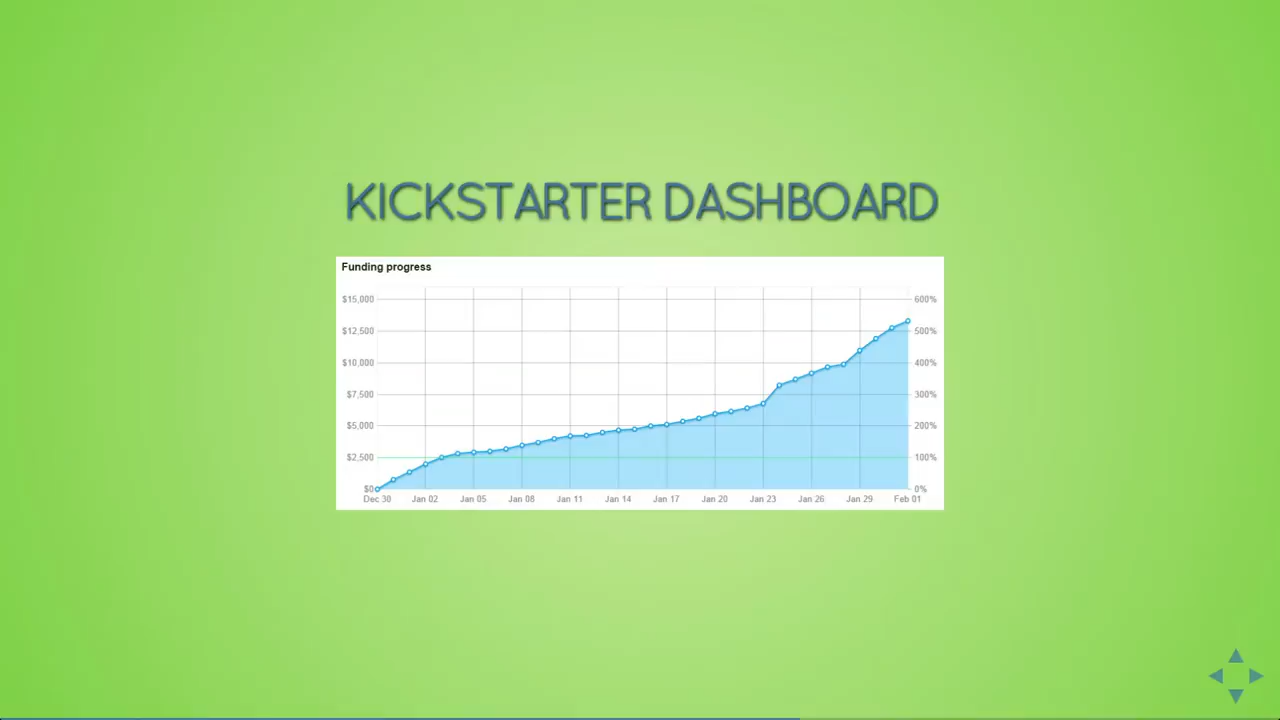 KICKSTARTER DASHBOARD
Funding progress
$15,000 600%
$12,500 500%
$10,000 400%
$7,500 300%
$5,000 200%
$2,500 100%
$0 0%
Dec 30 Jan 02 Jan 05 Jan 08 Jan 11 Jan 14 Jan 17 Jan 20 Jan 23 Jan 26 Jan 29 Feb 01